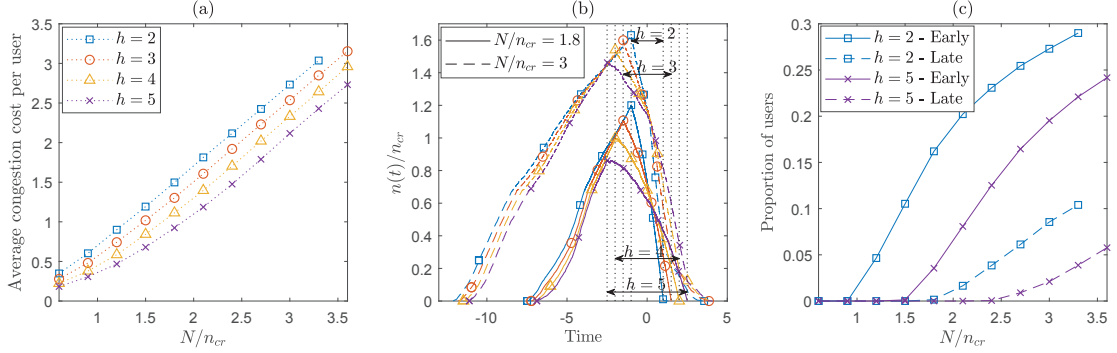 (a)
Average congestion cost per user
3.5
3
2.5
2
1.5
1
0.5
0
h = 2
h = 3
h = 4
h = 5
1
1.5
2
2.5
3
3.5
N/n_cr
(b)
n(t)/n_cr
1.6
1.4
1.2
1
0.8
0.6
0.4
0.2
0
N/n_cr = 1.8
N/n_cr = 3
h = 2
h = 3
h = 4
h = 5
-10
-5
0
5
Time
(c)
Proportion of users
0.3
0.25
0.2
0.15
0.1
0.05
0
h = 2 - Early
h = 2 - Late
h = 5 - Early
h = 5 - Late
1
1.5
2
2.5
3
3.5
N/n_cr